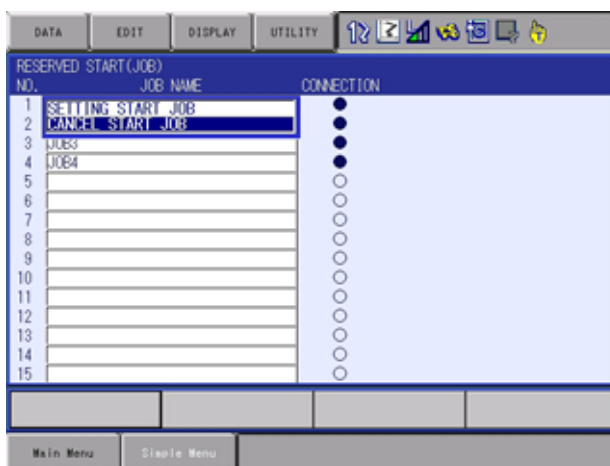 DATA EDIT DISPLAY UTILITY
RESERVED START(JOB)
NO. JOB NAME CONNECTION
1 SETTING START JOB
2 CANCEL START JOB
3 JOB3
4 JOB4
5
6
7
8
9
10
11
12
13
14
15
Main Menu Simple Menu